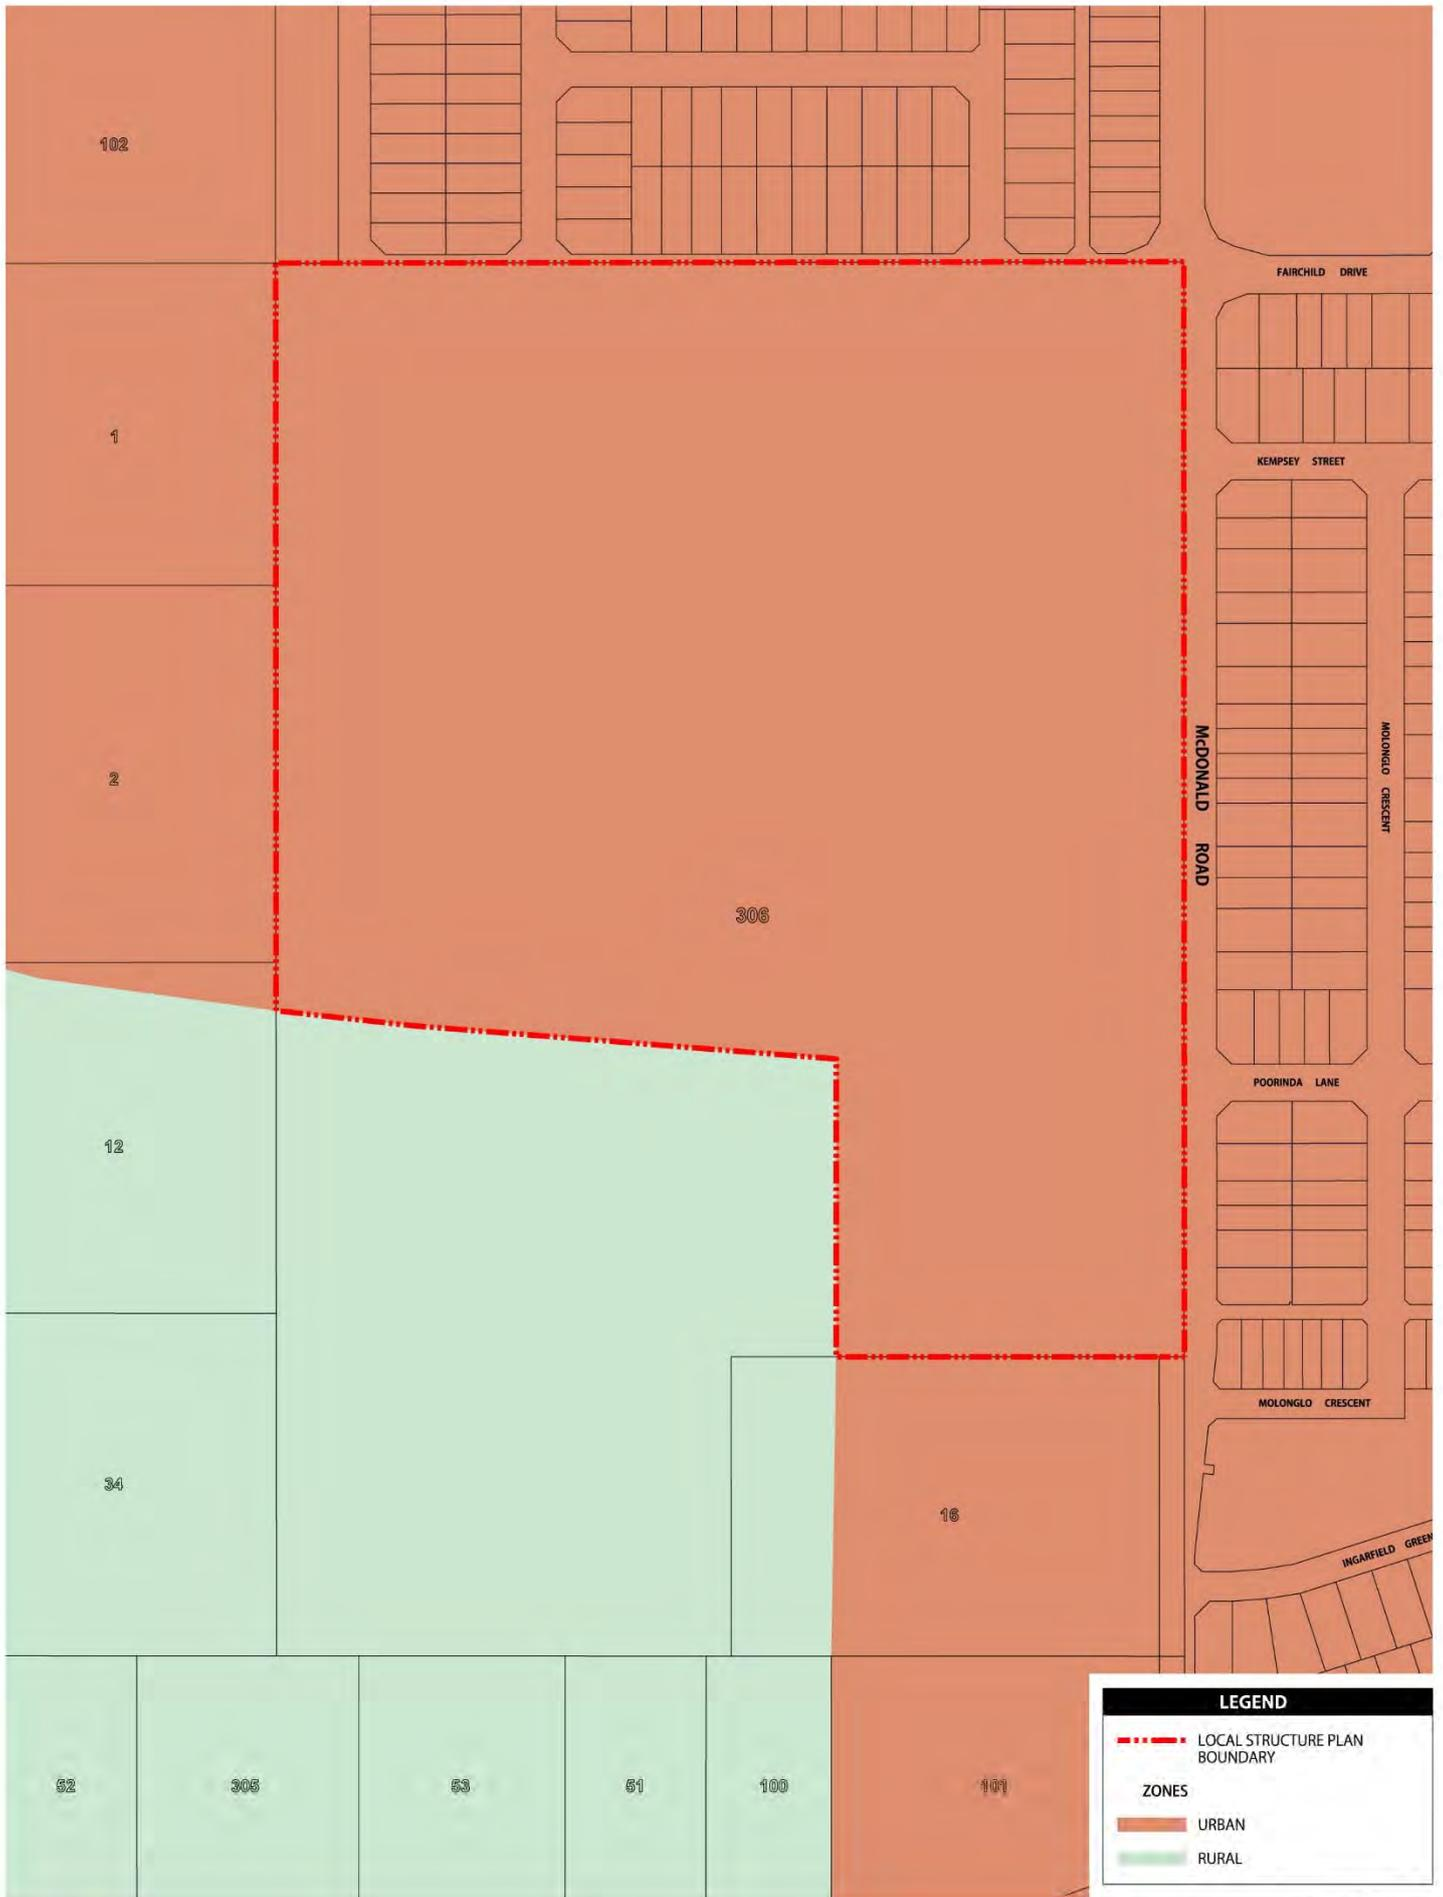 102
FAIRCHILD DRIVE
1
KEMPSEY STREET
2
McDONALD ROAD
MOLONGLO CRESCENT
306
POORINDA LANE
12
MOLONGLO CRESCENT
34
16
INGARFIELD GREEN
52
305
53
51
100
101
LEGEND
LOCAL STRUCTURE PLAN
BOUNDARY
ZONES
URBAN
RURAL